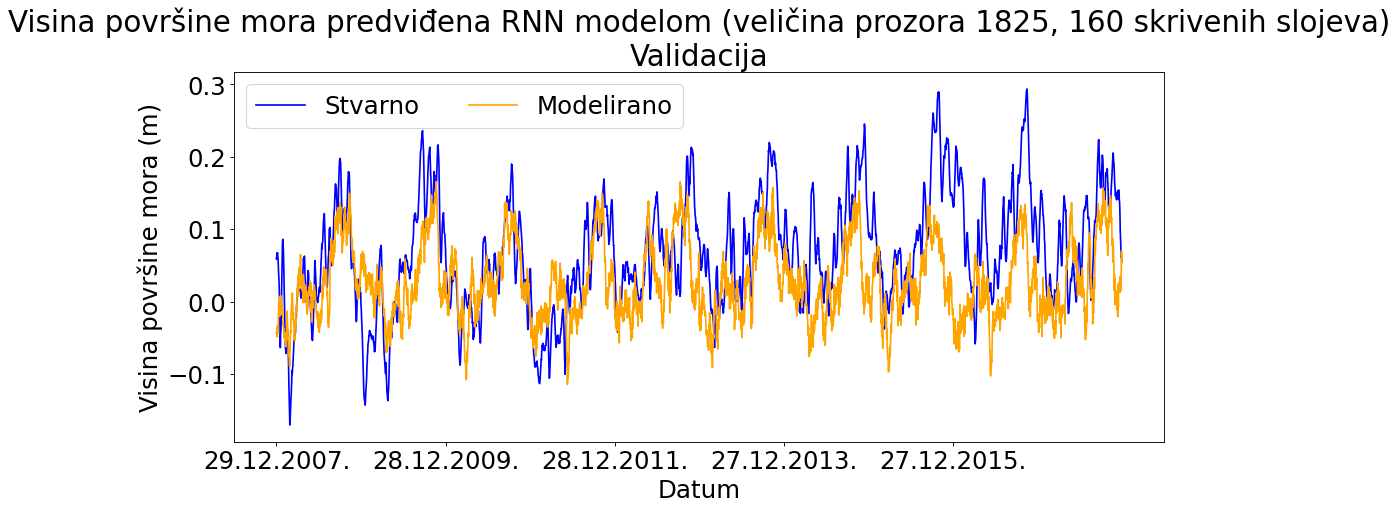 Visina površine mora predviđena RNN modelom (veličina prozora 1825, 160 skrivenih slojeva)
Validacija
Stvarno
Modelirano
Visina površine mora (m)
0.3
0.2
0.1
0.0
−0.1
29.12.2007.
28.12.2009.
28.12.2011.
27.12.2013.
27.12.2015.
Datum